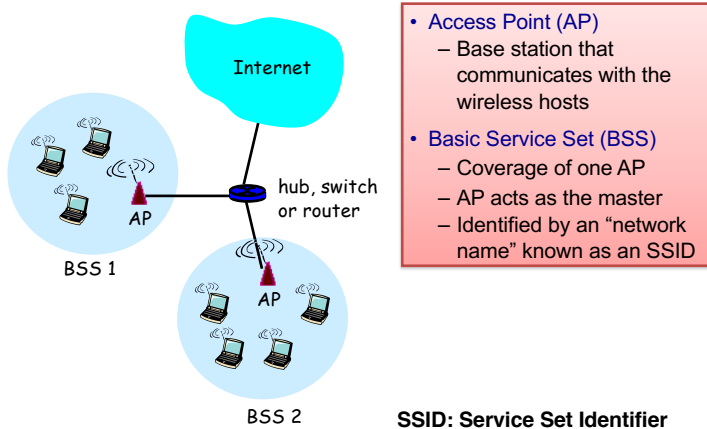 Internet
AP
hub, switch
or router
BSS 1
AP
BSS 2
• Access Point (AP)
– Base station that
communicates with the
wireless hosts
• Basic Service Set (BSS)
– Coverage of one AP
– AP acts as the master
– Identified by an “network
name” known as an SSID
SSID: Service Set Identifier